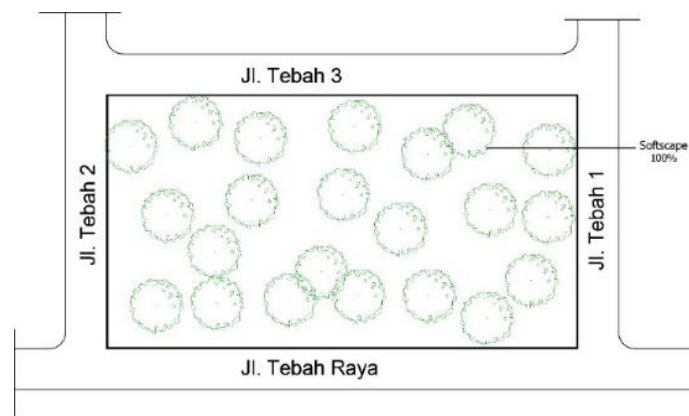 Jl. Tebah 3
Softscape
100%
Jl. Tebah 2
Jl. Tebah 1
Jl. Tebah Raya